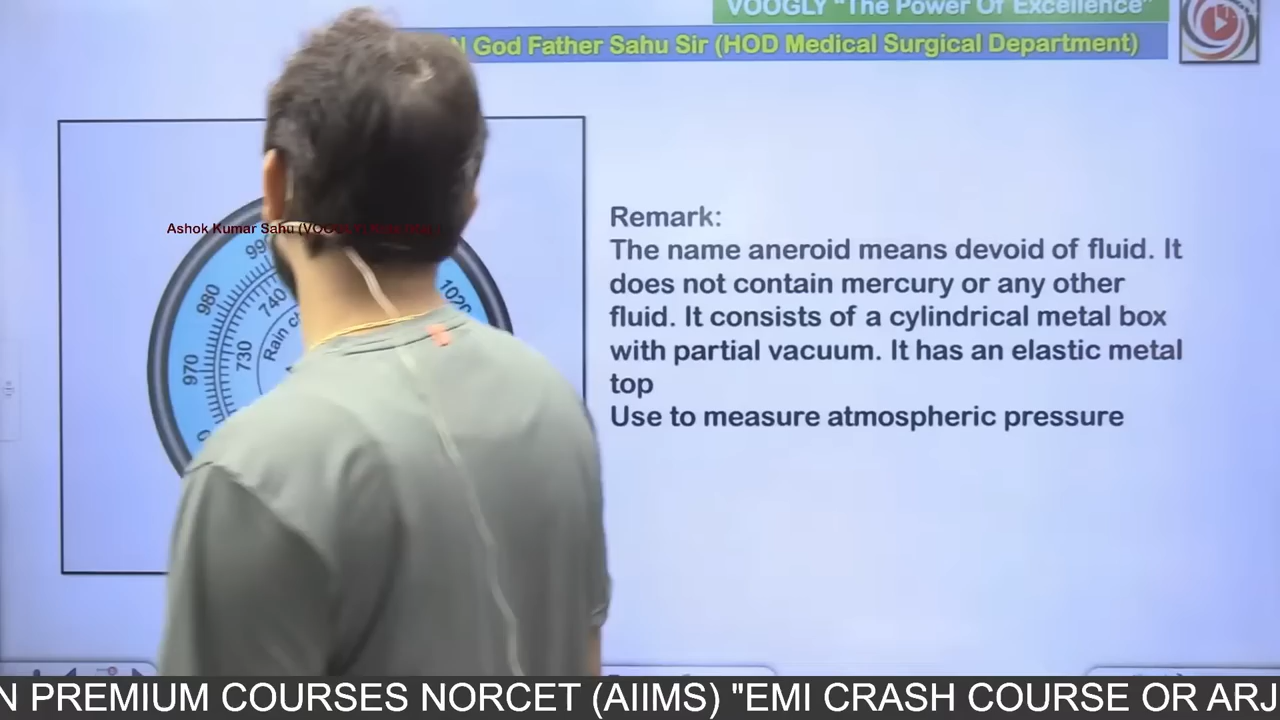 VOOGLY "The Power Of Excellence"
N God Father Sahu Sir (HOD Medical Surgical Department)
Ashok Kumar Sahu (VOOGLY
Remark:
The name aneroid means devoid of fluid. It
does not contain mercury or any other
fluid. It consists of a cylindrical metal box
with partial vacuum. It has an elastic metal
top
Use to measure atmospheric pressure
980
970
740
730
1020
Rain
N PREMIUM COURSES NORCET (AIIMS) "EMI CRASH COURSE OR ARJ